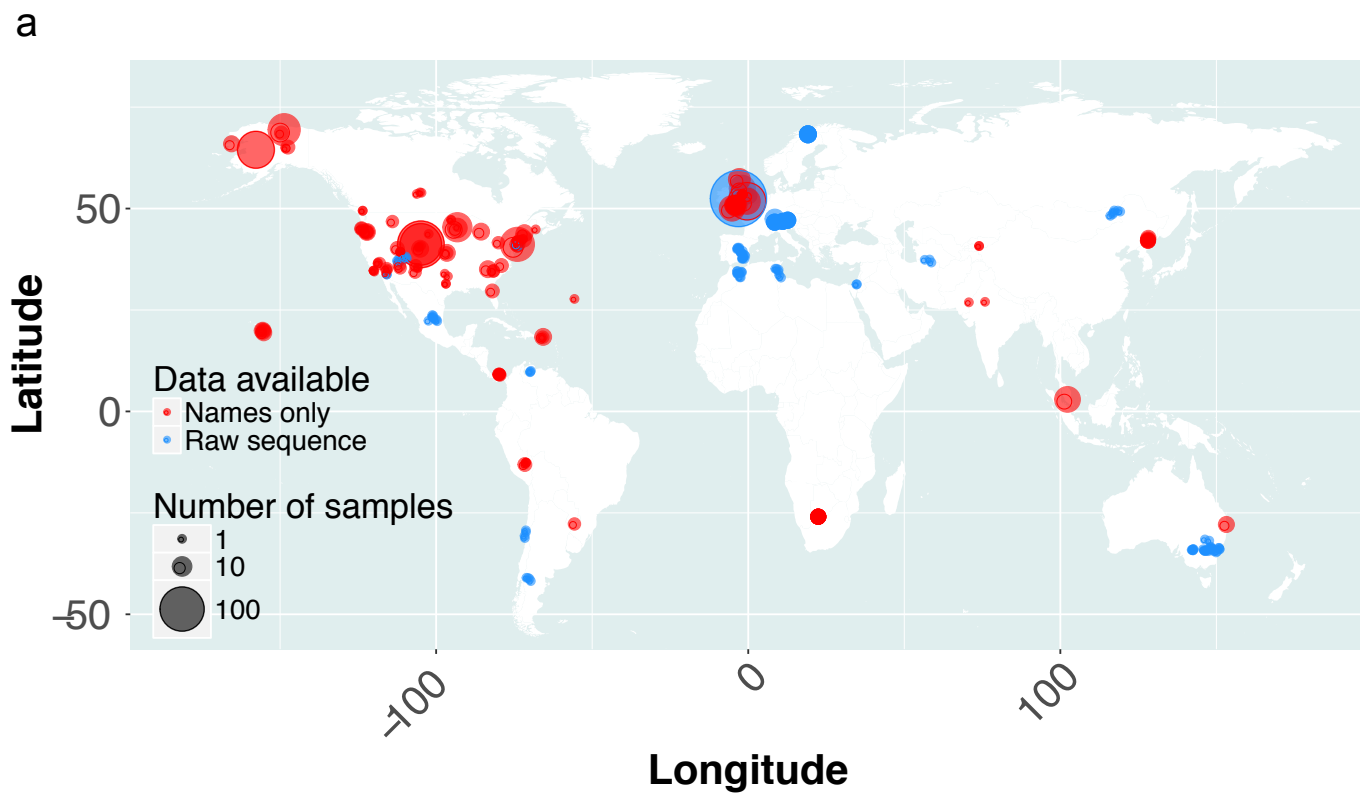 a
50
0
−50
Latitude
Data available
Names only
Raw sequence
Number of samples
1
10
100
−100
0
100
Longitude